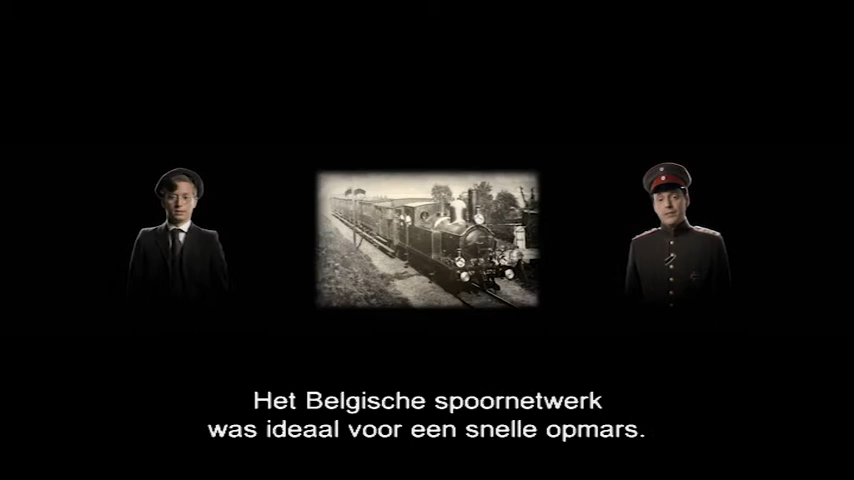 Het Belgische spoornetwerk
was ideaal voor een snelle opmars.